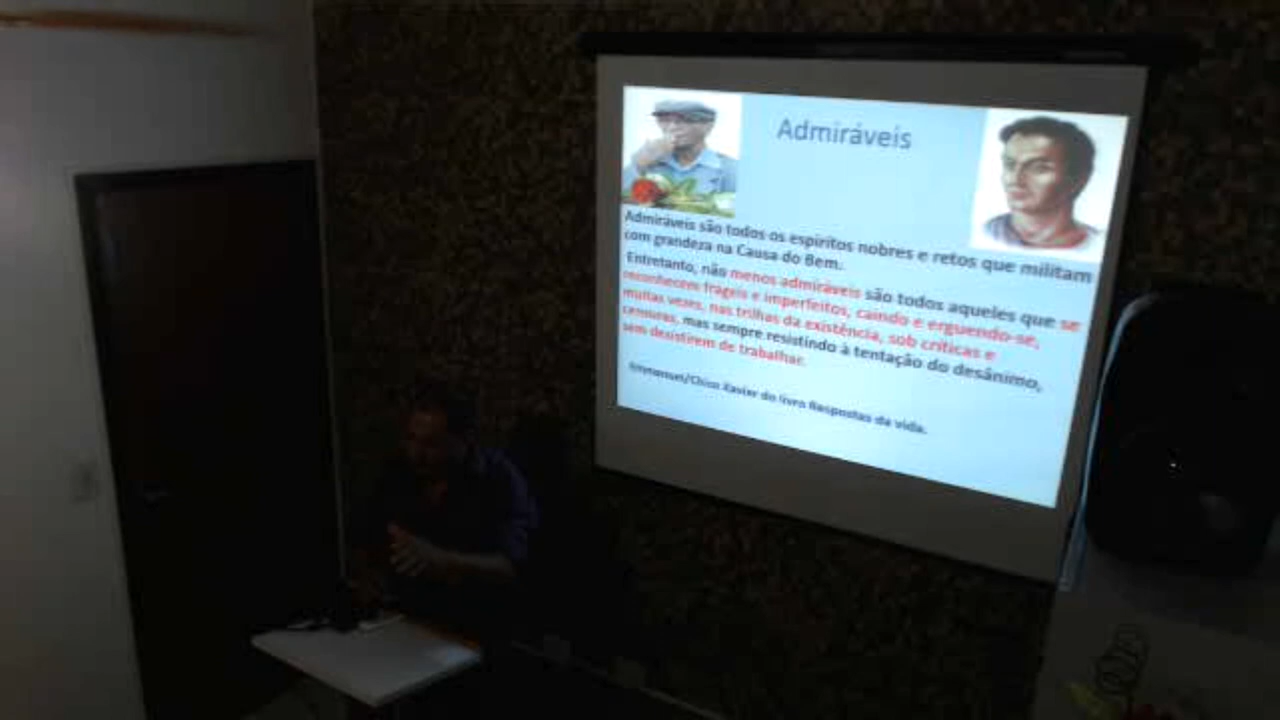 Admiráveis
Admiráveis são todos os espíritos nobres e retos que militam
com grandeza na Causa do Bem.
Entretanto, não menos admiráveis são todos aqueles que se
reconhecem frageis e imperfeitos, caindo e erguendo-se,
muitas vezes, nas trilhas da existência, sob críticas e
censuras, mas sempre resistindo à tentação do desânimo,
sem desistirem de trabalhar.
Emmanuel/Chico Xavier do livro Respostas da vida.